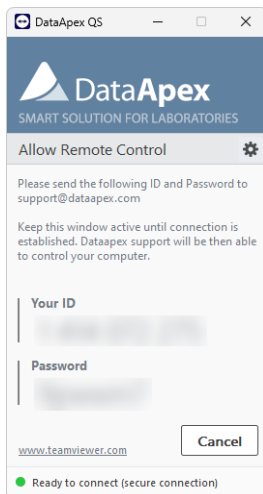 DataApex QS
DataApex
SMART SOLUTION FOR LABORATORIES
Allow Remote Control
Please send the following ID and Password to
support@dataapex.com
Keep this window active until connection is
established. Dataapex support will be then able
to control your computer.
Your ID
Password
www.teamviewer.com
Cancel
Ready to connect (secure connection)